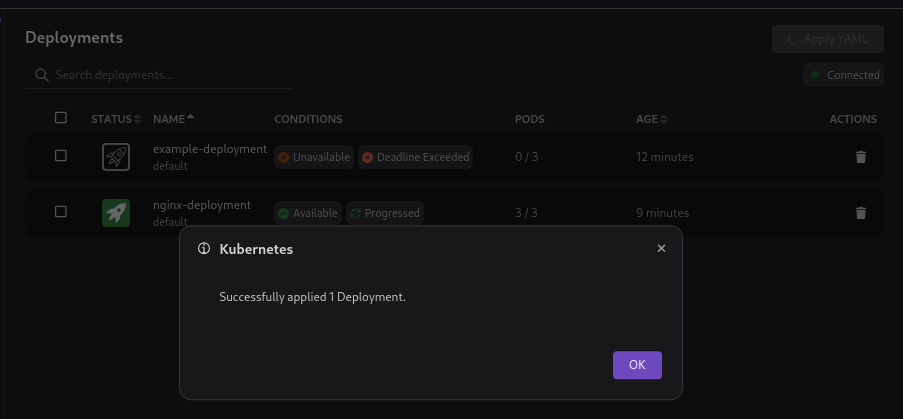 Deployments
Apply YAML
Search deployments...
Connected
STATUS NAME CONDITIONS PODS AGE ACTIONS
example-deployment
default
Unavailable Deadline Exceeded 0 / 3 12 minutes
nginx-deployment
default
Available Progressed 3 / 3 9 minutes
Kubernetes
Successfully applied 1 Deployment.
OK